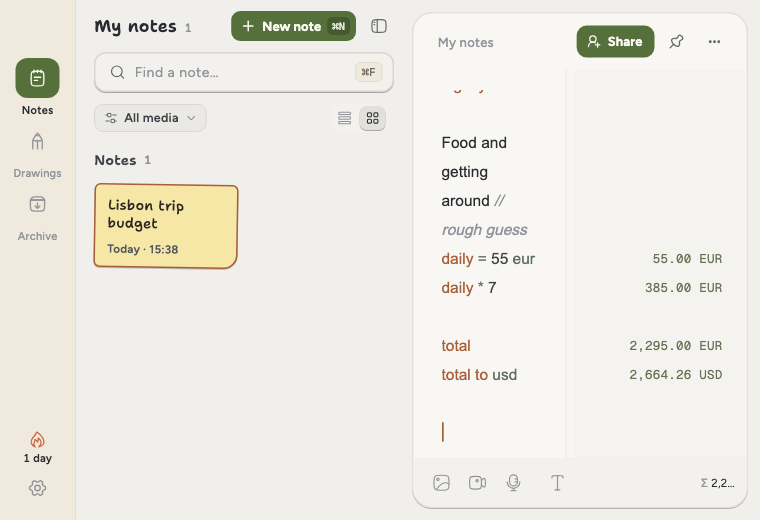 My notes 1
New note ⌘N
Find a note… ⌘F
All media
Notes 1
Lisbon trip
budget
Today · 15:38
Notes
Drawings
Archive
1 day
My notes
Share
Food and
getting
around //
rough guess
daily = 55 eur 55.00 EUR
daily * 7 385.00 EUR
total 2,295.00 EUR
total to usd 2,664.26 USD
Σ 2,2…